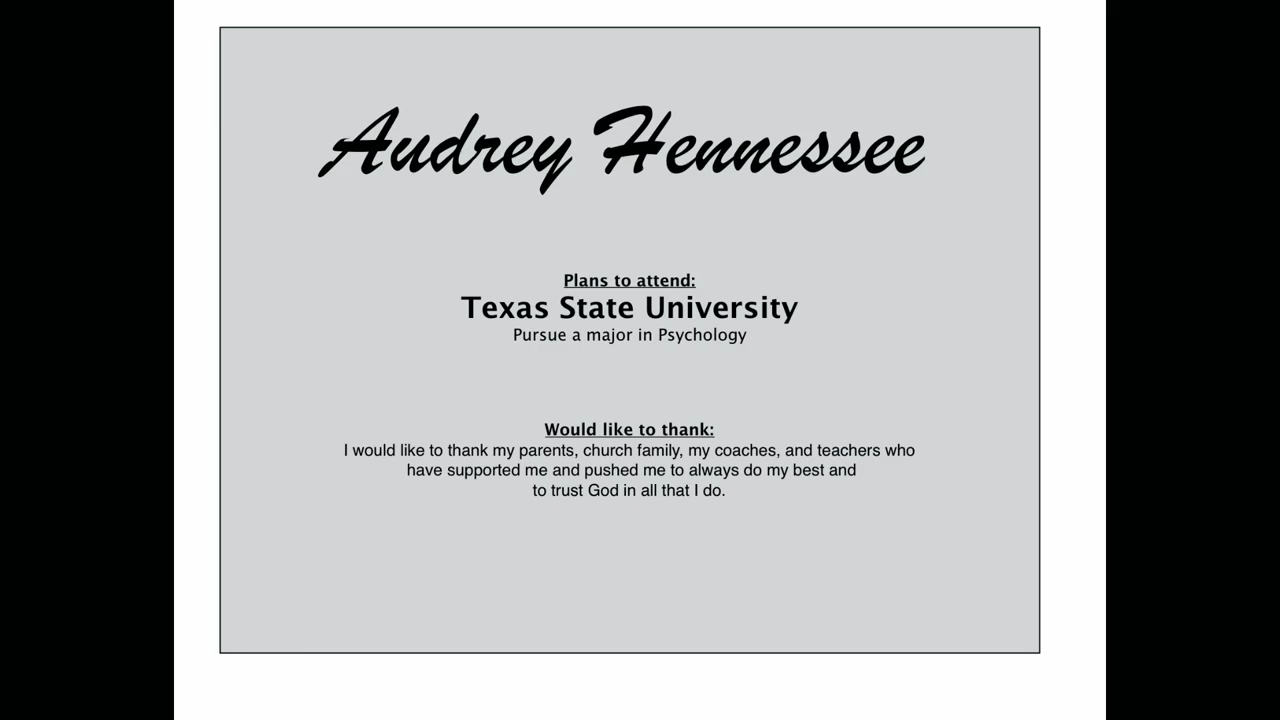 Audrey Hennessee
Plans to attend:
Texas State University
Pursue a major in Psychology
Would like to thank:
I would like to thank my parents, church family, my coaches, and teachers who
have supported me and pushed me to always do my best and
to trust God in all that I do.